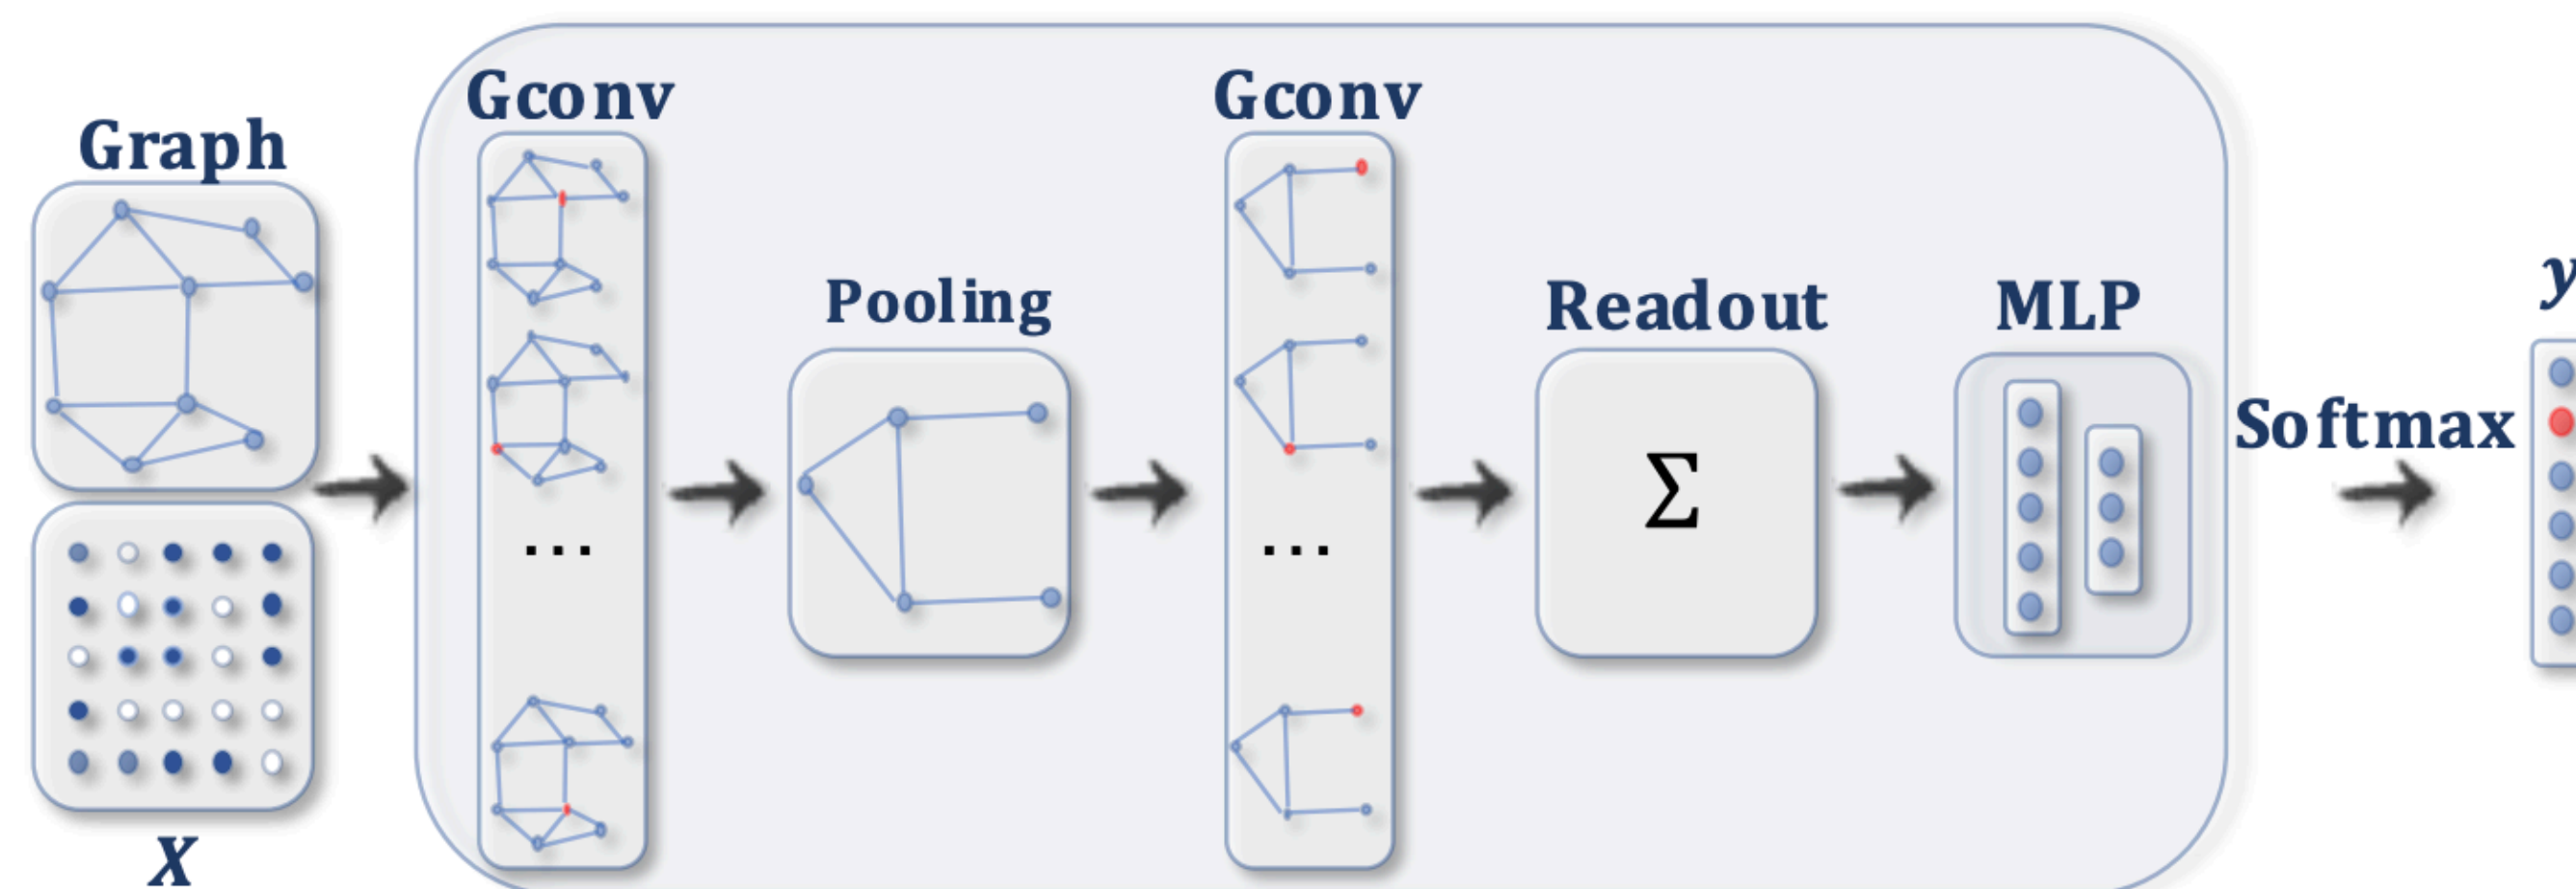 Graph
X
Gconv
...
Pooling
Gconv
...
Readout
Σ
MLP
Softmax
y